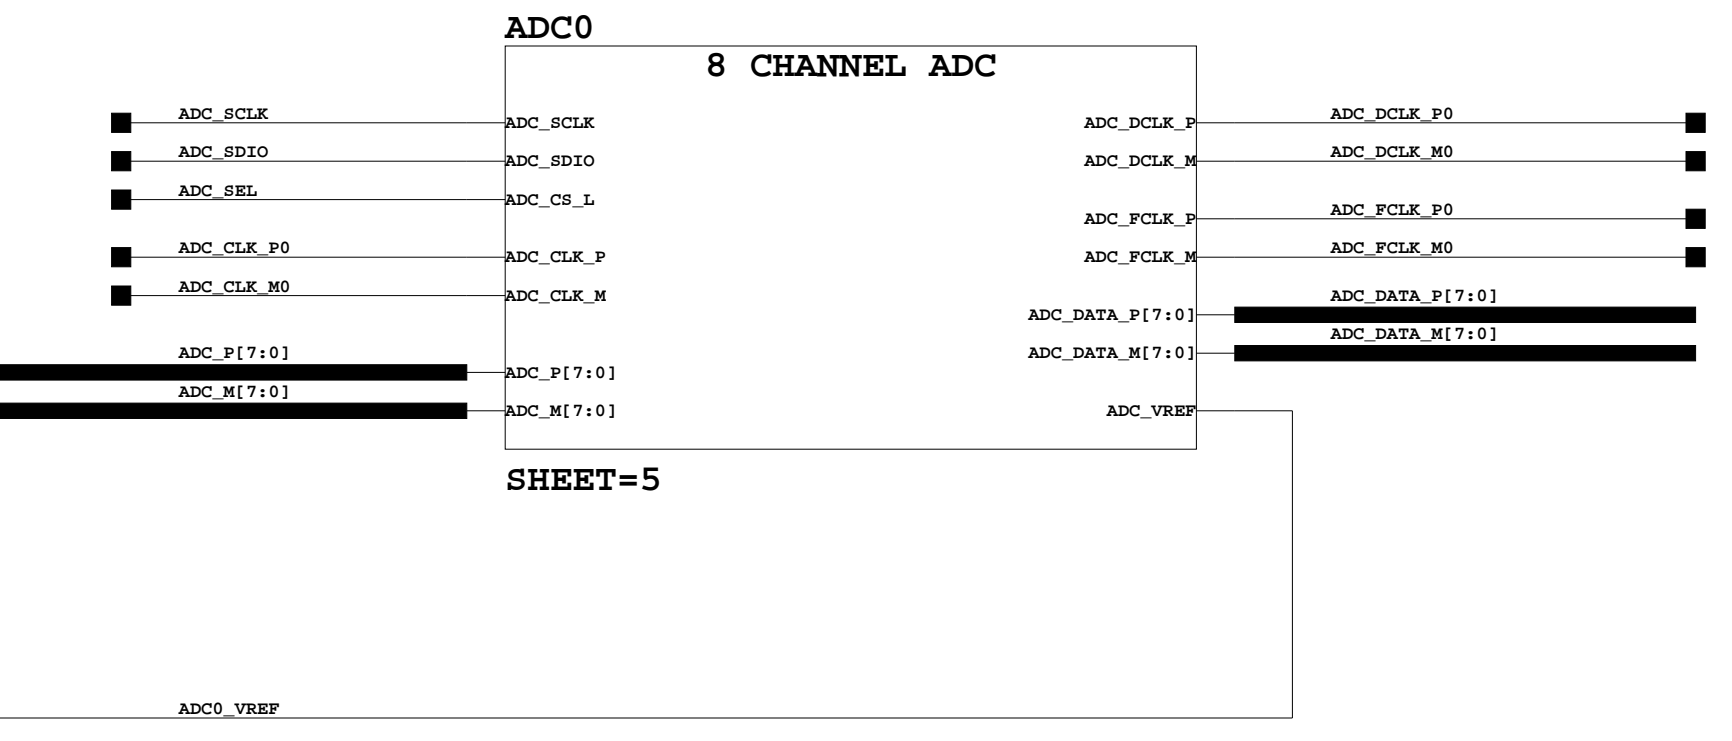 ADC0
8 CHANNEL ADC
ADC_SCLK
ADC_SCLK
ADC_DCLK_P
ADC_DCLK_P0
ADC_SDIO
ADC_SDIO
ADC_DCLK_M
ADC_DCLK_M0
ADC_SEL
ADC_CS_L
ADC_FCLK_P
ADC_FCLK_P0
ADC_CLK_P0
ADC_CLK_P
ADC_FCLK_M
ADC_FCLK_M0
ADC_CLK_M0
ADC_CLK_M
ADC_DATA_P[7:0]
ADC_DATA_P[7:0]
ADC_DATA_M[7:0]
ADC_DATA_M[7:0]
ADC_P[7:0]
ADC_P[7:0]
ADC_M[7:0]
ADC_M[7:0]
ADC_VREF
SHEET=5
ADC0_VREF